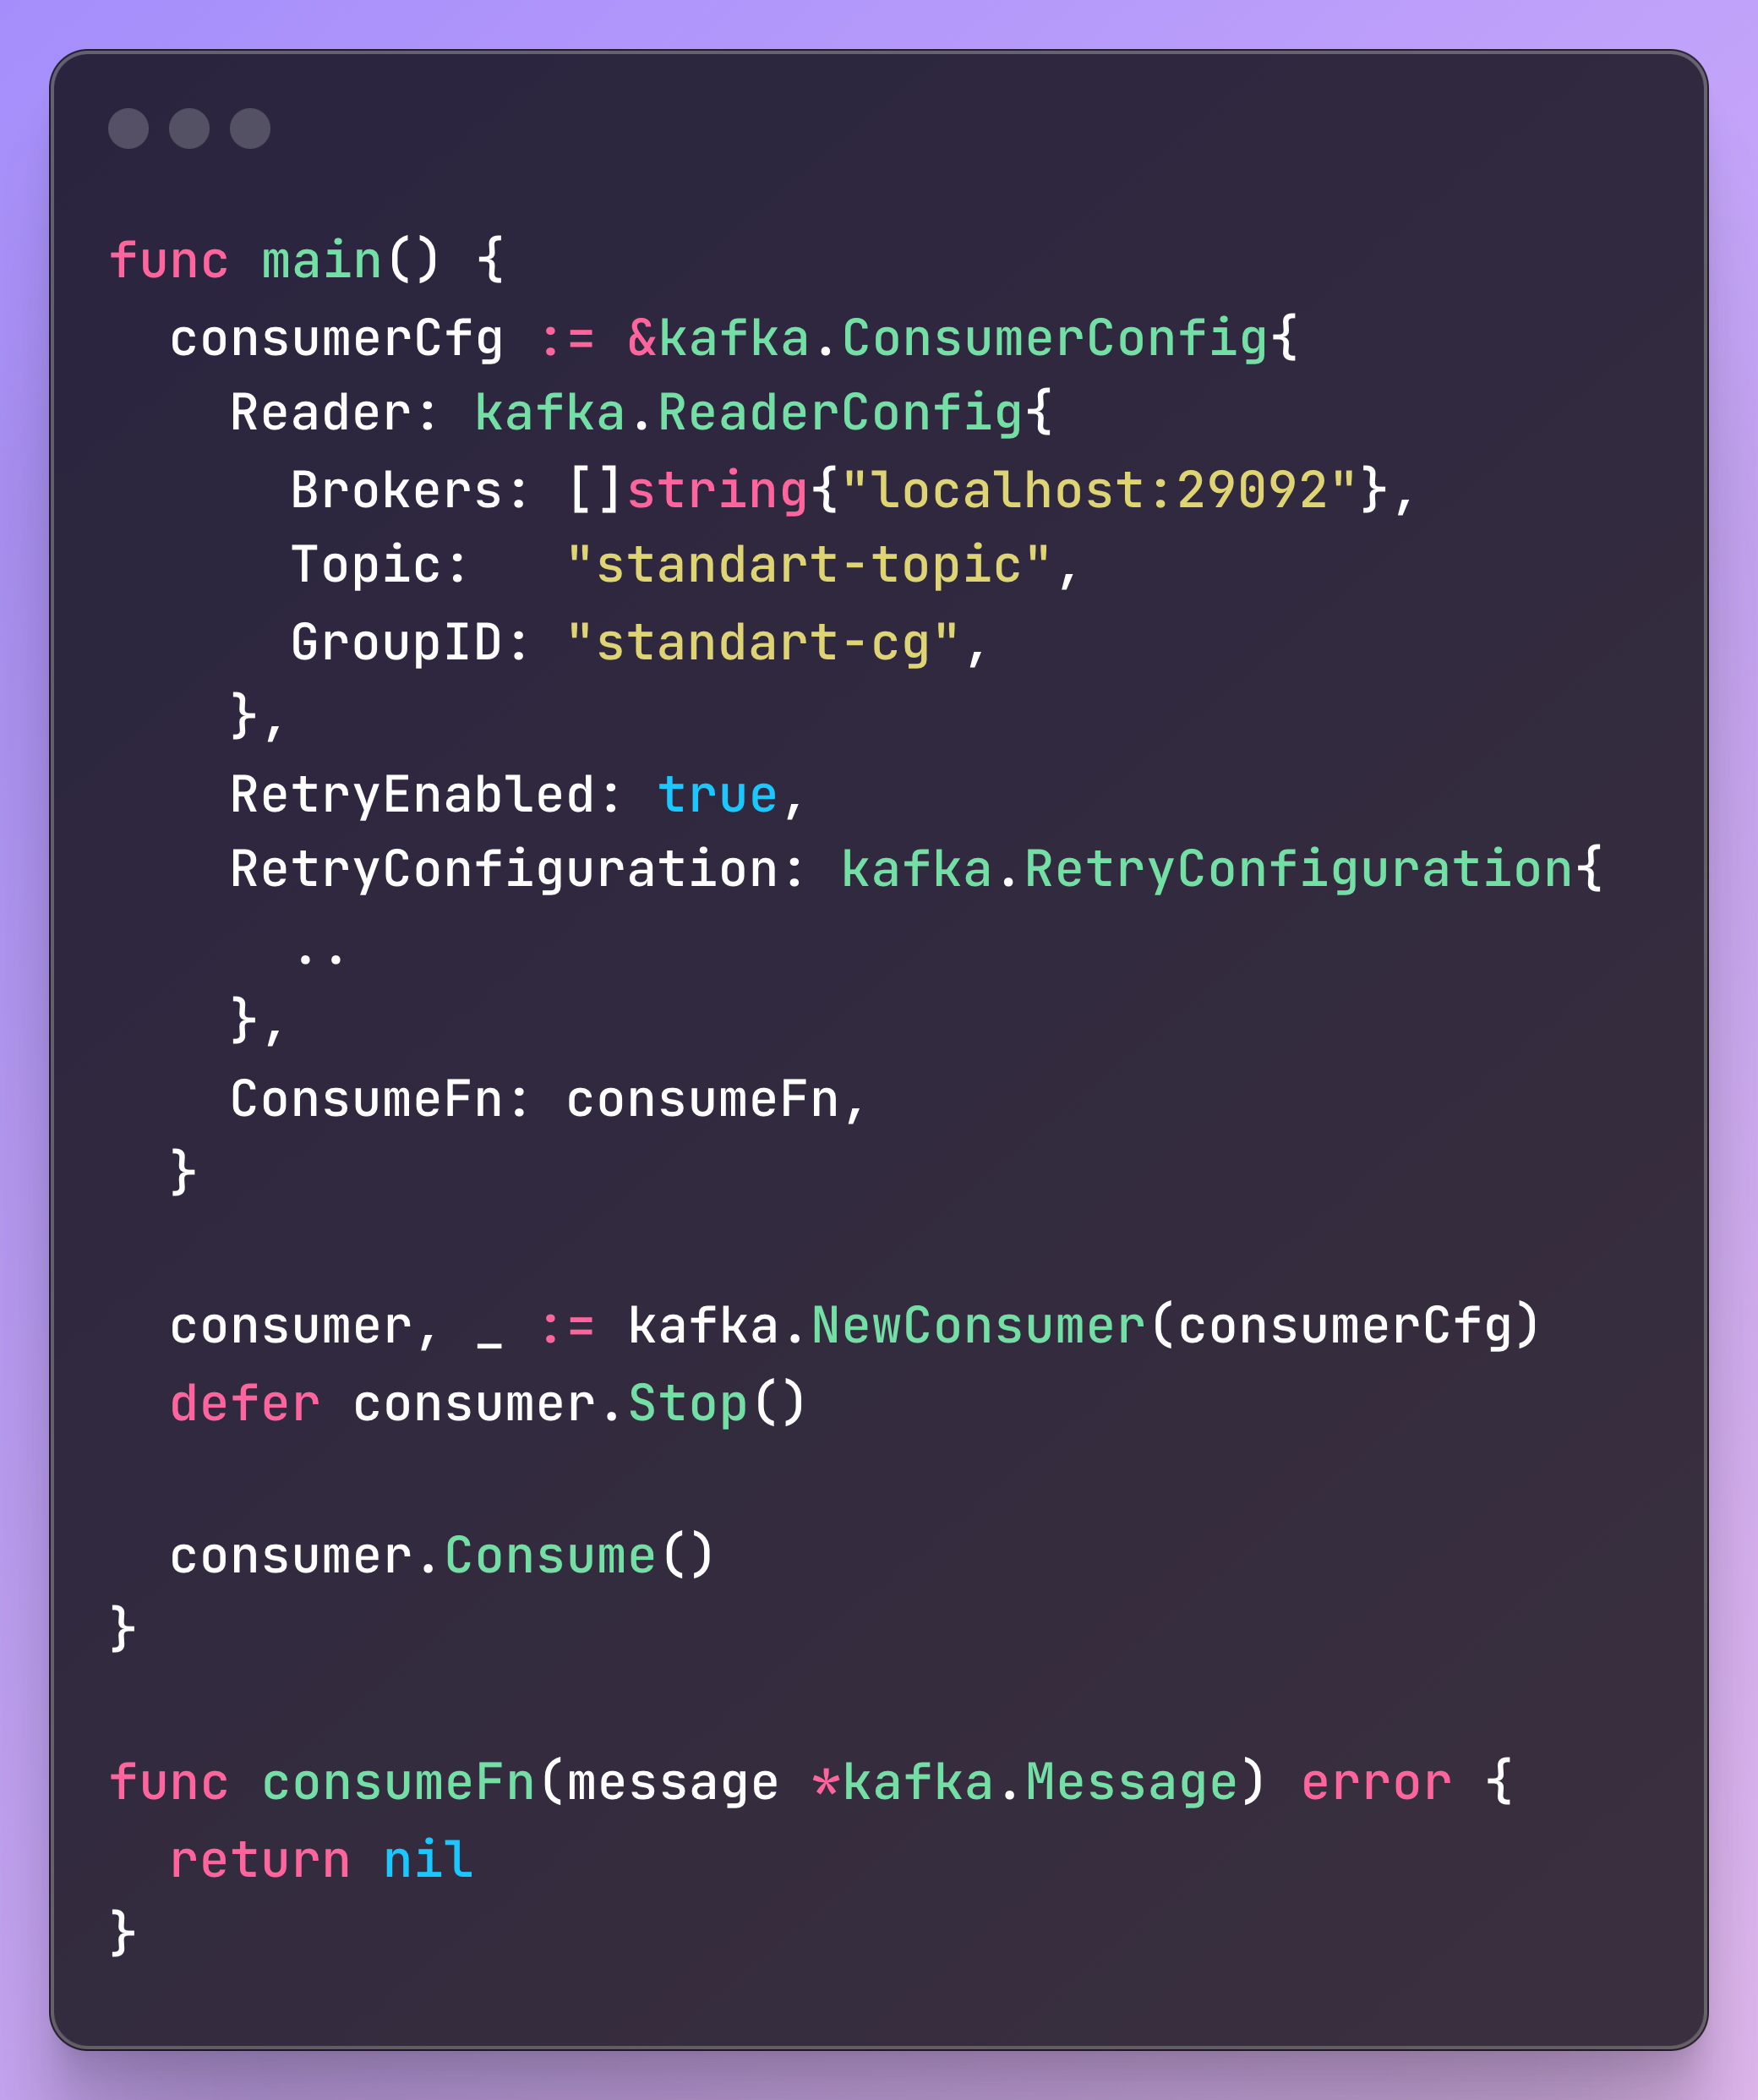 func main() {
  consumerCfg := &kafka.ConsumerConfig{
    Reader: kafka.ReaderConfig{
      Brokers: []string{"localhost:29092"},
      Topic:   "standart-topic",
      GroupID: "standart-cg",
    },
    RetryEnabled: true,
    RetryConfiguration: kafka.RetryConfiguration{
      ..
    },
    ConsumeFn: consumeFn,
  }

  consumer, _ := kafka.NewConsumer(consumerCfg)
  defer consumer.Stop()

  consumer.Consume()
}

func consumeFn(message *kafka.Message) error {
  return nil
}